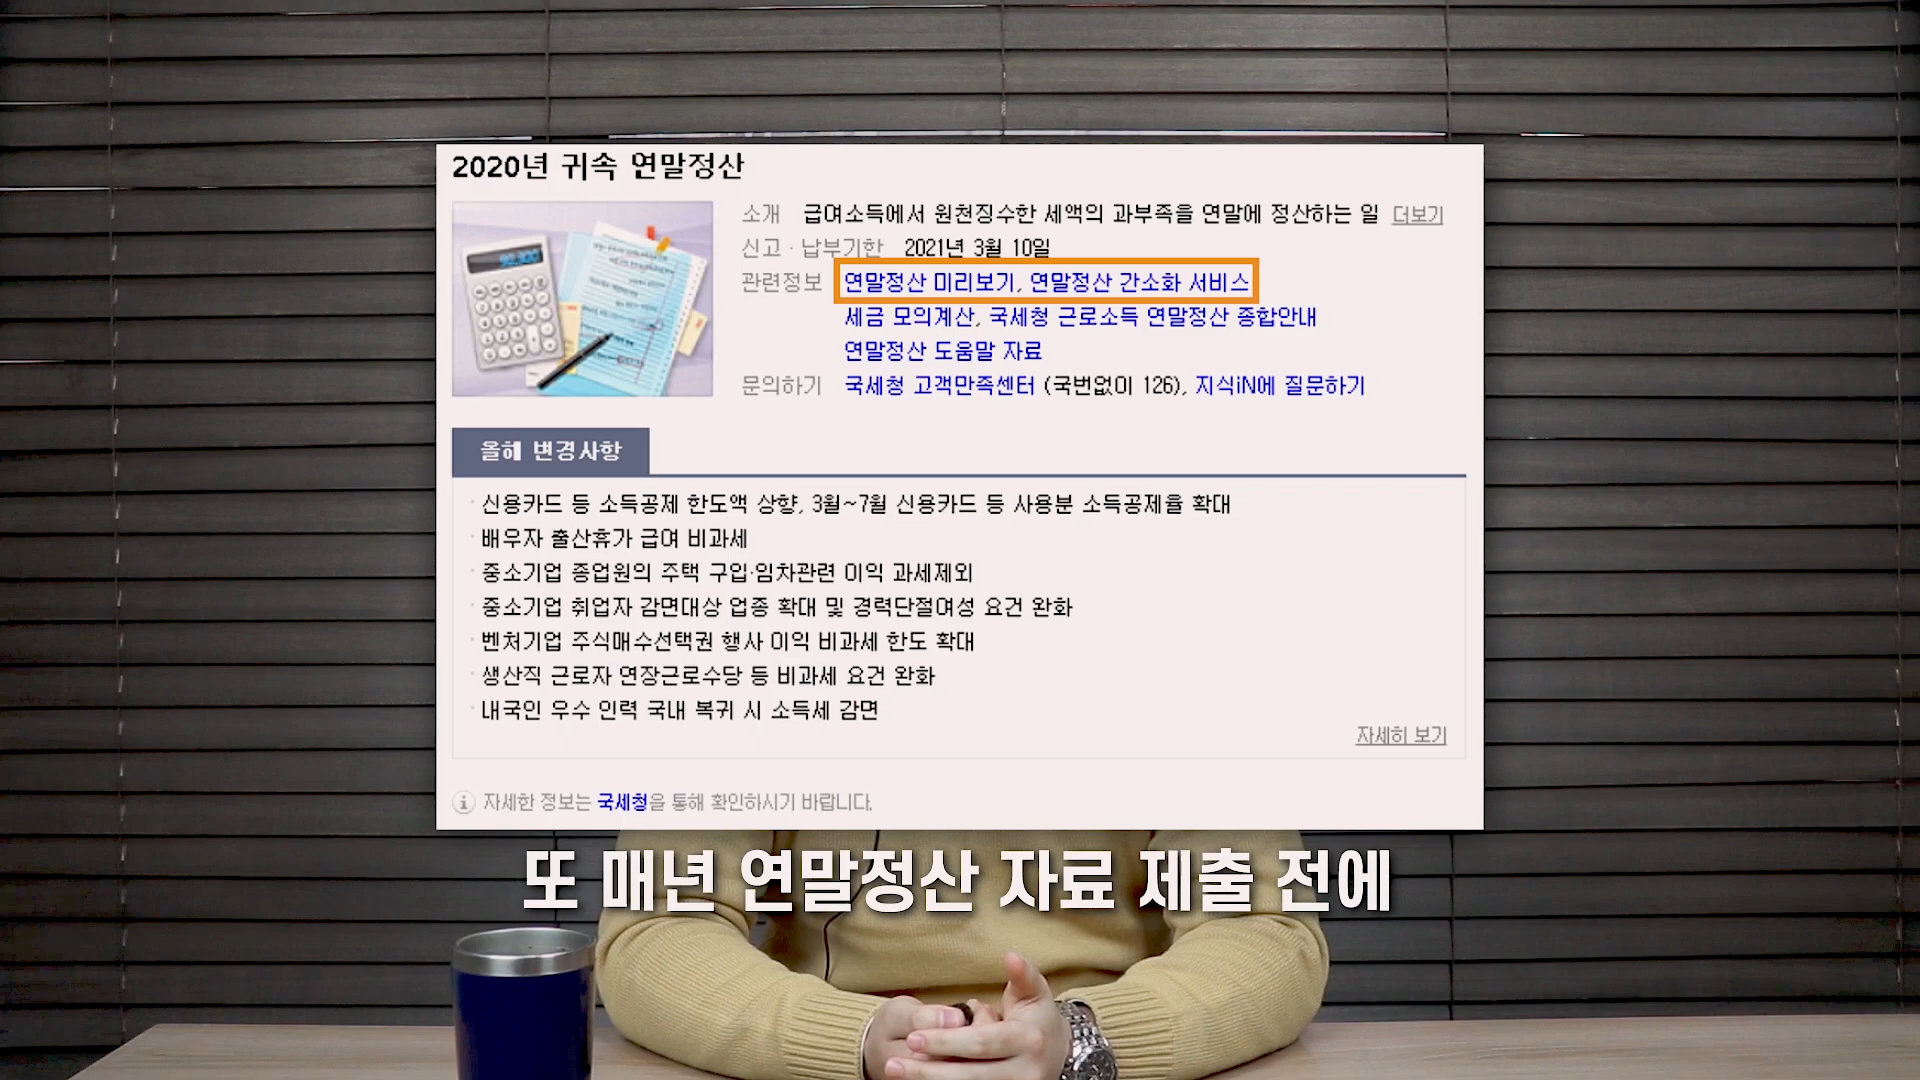 2020년 귀속 연말정산
소개 급여소득에서 원천징수한 세액의 과부족을 연말에 정산하는 일 더보기
신고·납부기한 2021년 3월 10일
관련정보 연말정산 미리보기, 연말정산 간소화 서비스
세금 모의계산, 국세청 근로소득 연말정산 종합안내
연말정산 도움말 자료
문의하기 국세청 고객만족센터 (국번없이 126), 지식iN에 질문하기
올해 변경사항
· 신용카드 등 소득공제 한도액 상향, 3월~7월 신용카드 등 사용분 소득공제율 확대
· 배우자 출산휴가 급여 비과세
· 중소기업 종업원의 주택 구입·임차관련 이익 과세제외
· 중소기업 취업자 감면대상 업종 확대 및 경력단절여성 요건 완화
· 벤처기업 주식매수선택권 행사 이익 비과세 한도 확대
· 생산직 근로자 연장근로수당 등 비과세 요건 완화
· 내국인 우수 인력 국내 복귀 시 소득세 감면
자세히 보기
자세한 정보는 국세청을 통해 확인하시기 바랍니다.
또 매년 연말정산 자료 제출 전에